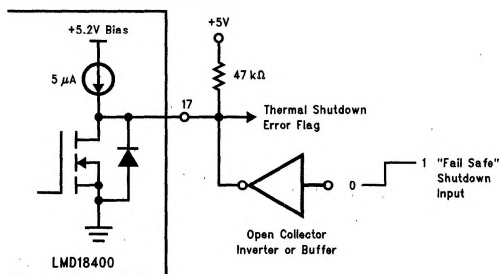 +5.2V Bias
5 μA
+5V
47 kΩ
17
Thermal Shutdown
Error Flag
0
1
"Fail Safe"
Shutdown
Input
Open Collector
Inverter or Buffer
LMD18400